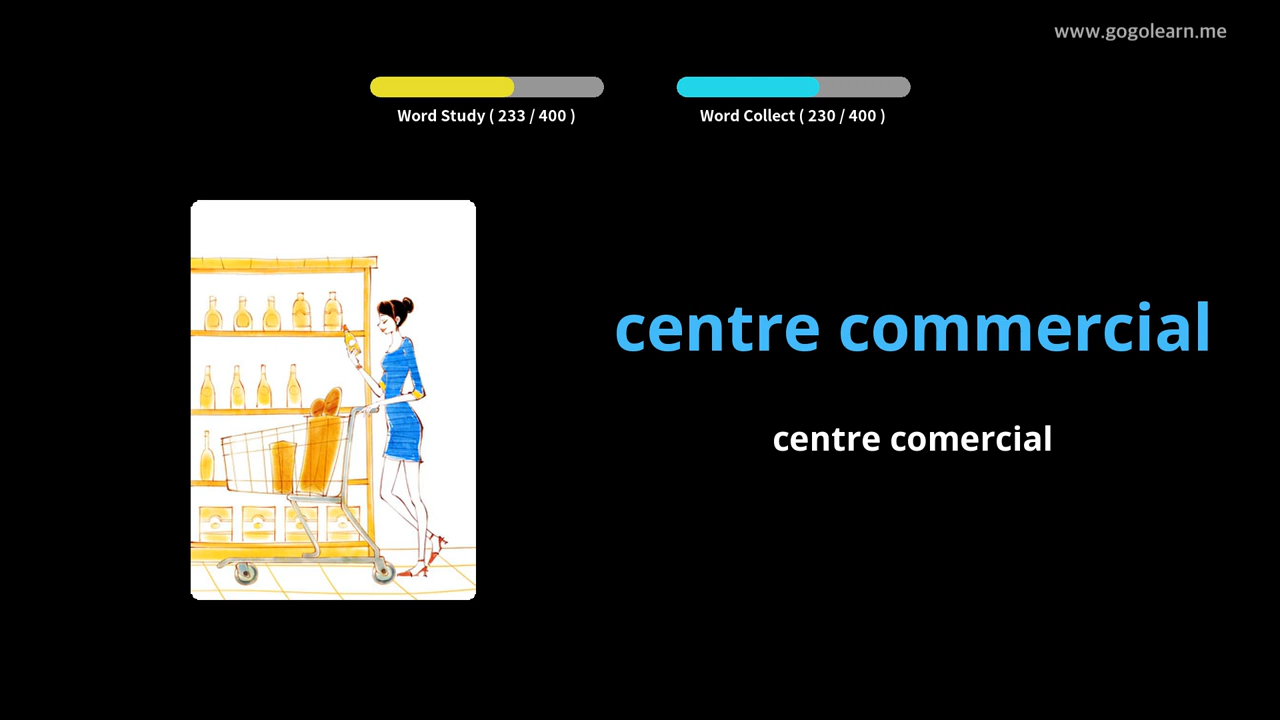 www.gogolearn.me
Word Study ( 233 / 400 )
Word Collect ( 230 / 400 )
centre commercial
centre comercial